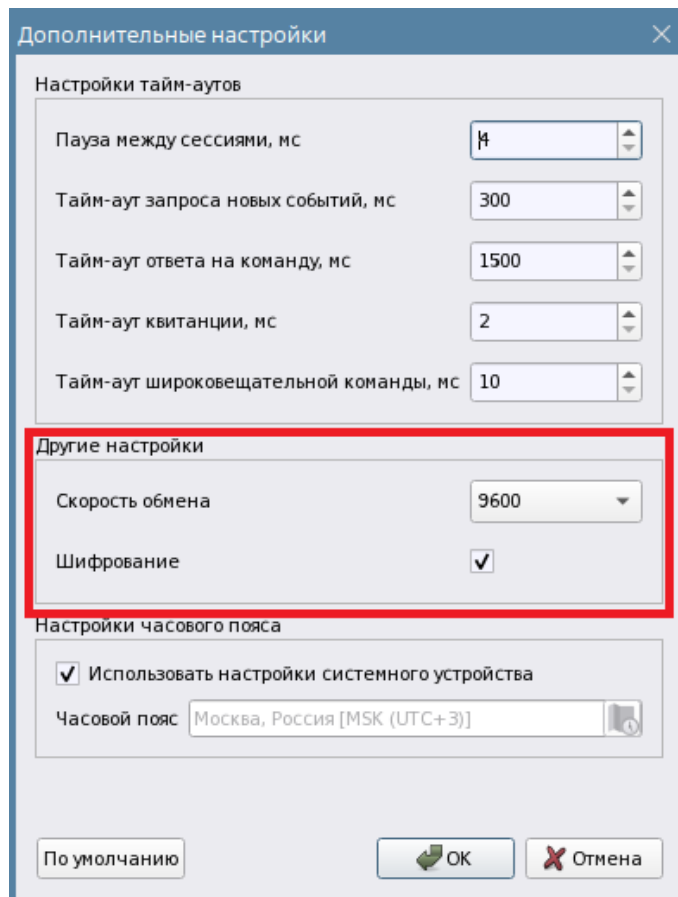 Дополнительные настройки
Настройки тайм-аутов
Пауза между сессиями, мс 4
Тайм-аут запроса новых событий, мс 300
Тайм-аут ответа на команду, мс 1500
Тайм-аут квитанции, мс 2
Тайм-аут широковещательной команды, мс 10
Другие настройки
Скорость обмена 9600
Шифрование
Настройки часового пояса
Использовать настройки системного устройства
Часовой пояс Москва, Россия [MSK (UTC+3)]
По умолчанию OK Отмена